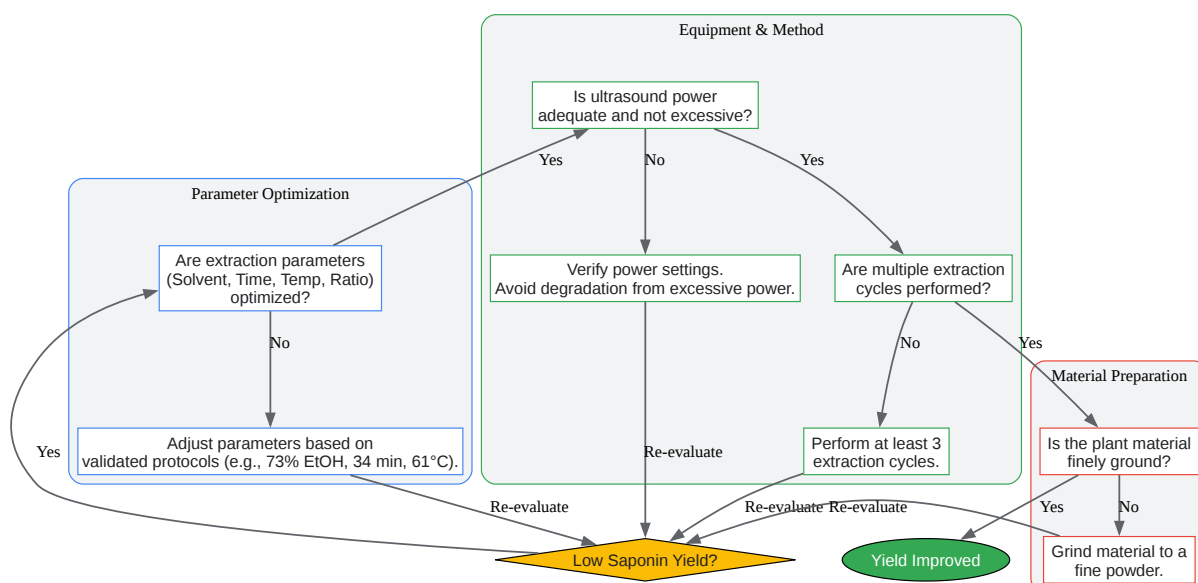 Equipment & Method
Is ultrasound power
adequate and not excessive?
Yes
No
Yes
Parameter Optimization
Are extraction parameters
(Solvent, Time, Temp, Ratio)
optimized?
Verify power settings.
Avoid degradation from excessive power.
Are multiple extraction
cycles performed?
No
No
Yes
Material Preparation
Adjust parameters based on
validated protocols (e.g., 73% EtOH, 34 min, 61°C).
Yes
Re-evaluate
Perform at least 3
extraction cycles.
Is the plant material
finely ground?
Re-evaluate
Re-evaluate
Re-evaluate
Yes
No
Low Saponin Yield?
Yield Improved
Grind material to a
fine powder.